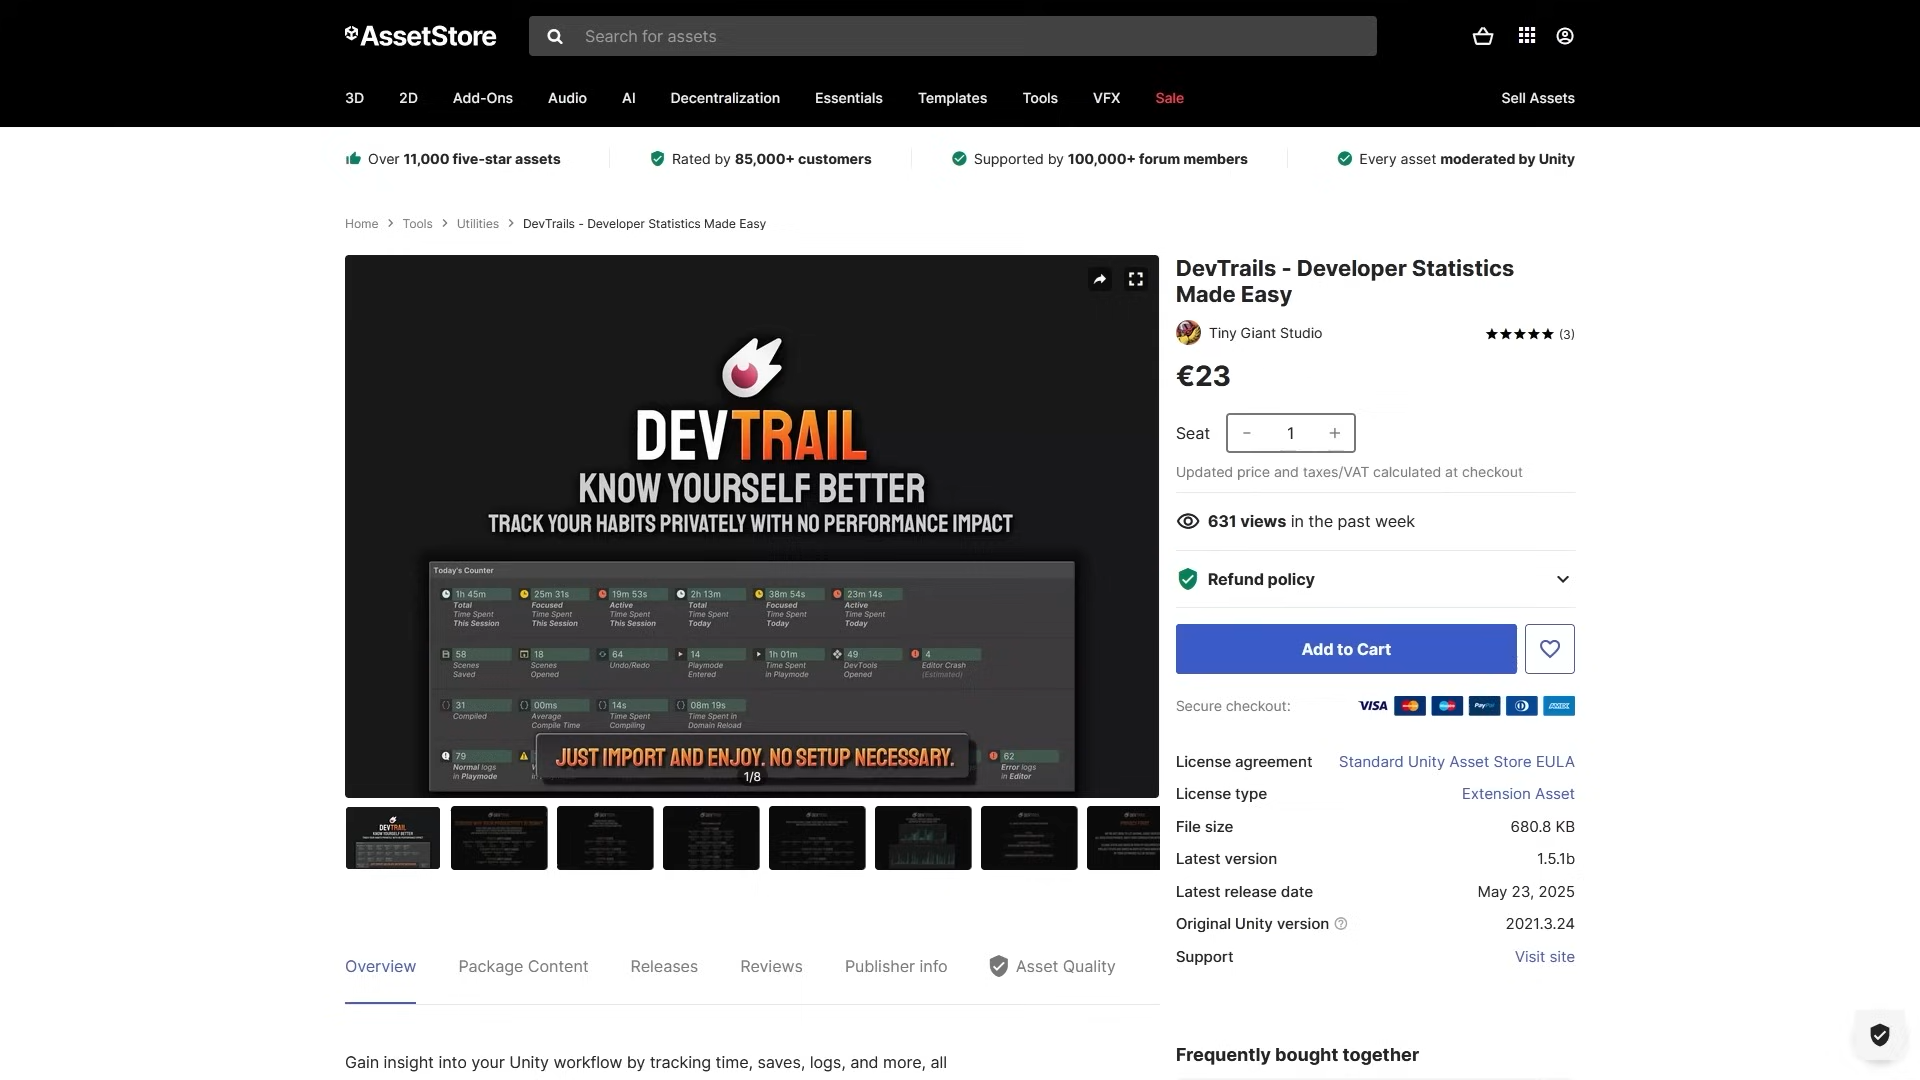 AssetStore
Search for assets
3D 2D Add-Ons Audio AI Decentralization Essentials Templates Tools VFX Sale Sell Assets
Over 11,000 five-star assets Rated by 85,000+ customers Supported by 100,000+ forum members Every asset moderated by Unity
Home > Tools > Utilities > DevTrails - Developer Statistics Made Easy
DEVTRAIL
KNOW YOURSELF BETTER
TRACK YOUR HABITS PRIVATELY WITH NO PERFORMANCE IMPACT
Today's Counter
1h 45m 25m 31s 19m 53s 2h 13m 38m 54s 23m 14s
Total Focused Active Total Focused Active
Time Spent Time Spent Time Spent Time Spent Time Spent Time Spent
This Session This Session This Session Today Today Today
58 18 64 14 1h 01m 49 4
Scenes Scenes Undo/Redo Playmode Time Spent DevTools Editor Crash
Saved Opened Entered in Playmode Opened (Estimated)
31 00ms 14s 08m 19s
Compiled Average Time Spent Time Spent in
Compile Time Compiling Domain Reload
79 62
Normal logs Error logs
in Playmode in Editor
JUST IMPORT AND ENJOY. NO SETUP NECESSARY.
1/8
DevTrails - Developer Statistics
Made Easy
Tiny Giant Studio (3)
€23
Seat - 1 +
Updated price and taxes/VAT calculated at checkout
631 views in the past week
Refund policy
Add to Cart
Secure checkout: VISA PayPal AMEX
License agreement Standard Unity Asset Store EULA
License type Extension Asset
File size 680.8 KB
Latest version 1.5.1b
Latest release date May 23, 2025
Original Unity version 2021.3.24
Support Visit site
Overview Package Content Releases Reviews Publisher info Asset Quality
Gain insight into your Unity workflow by tracking time, saves, logs, and more, all
Frequently bought together